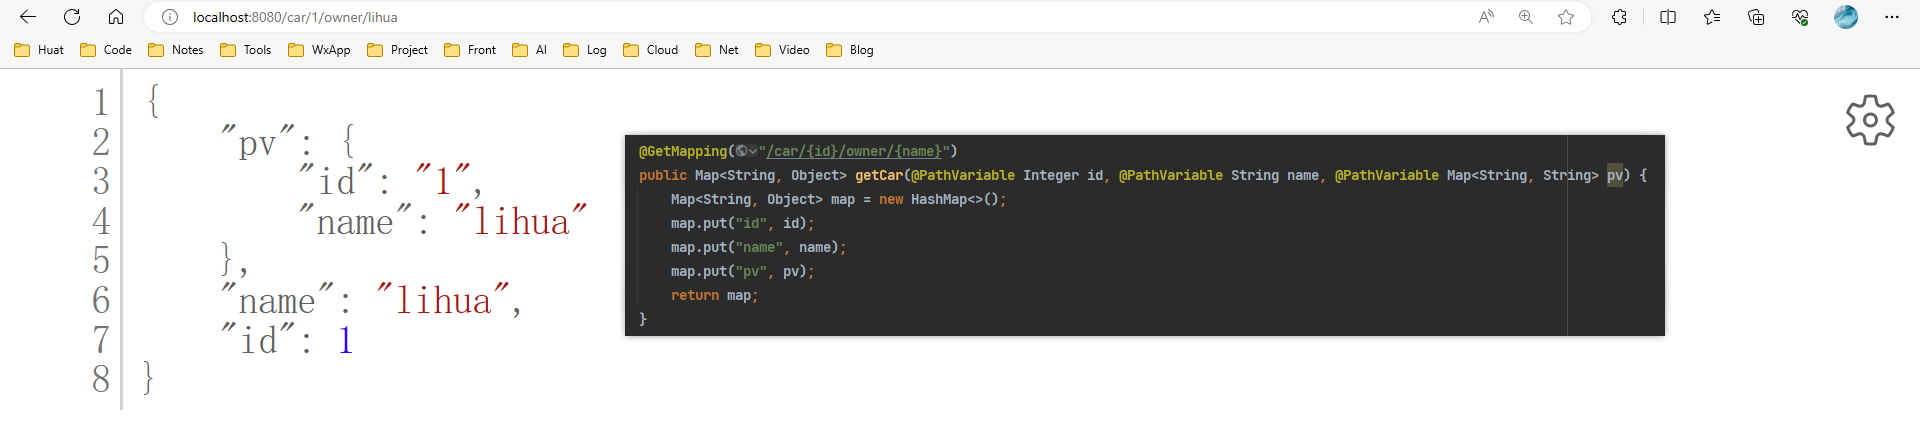 localhost:8080/car/1/owner/lihua
Huat Code Notes Tools WxApp Project Front AI Log Cloud Net Video Blog
1 {
2 "pv": {
3 "id": "1",
4 "name": "lihua"
5 },
6 "name": "lihua",
7 "id": 1
8 }
@GetMapping("/car/{id}/owner/{name}")
public Map<String, Object> getCar(@PathVariable Integer id, @PathVariable String name, @PathVariable Map<String, String> pv) {
Map<String, Object> map = new HashMap<>();
map.put("id", id);
map.put("name", name);
map.put("pv", pv);
return map;
}